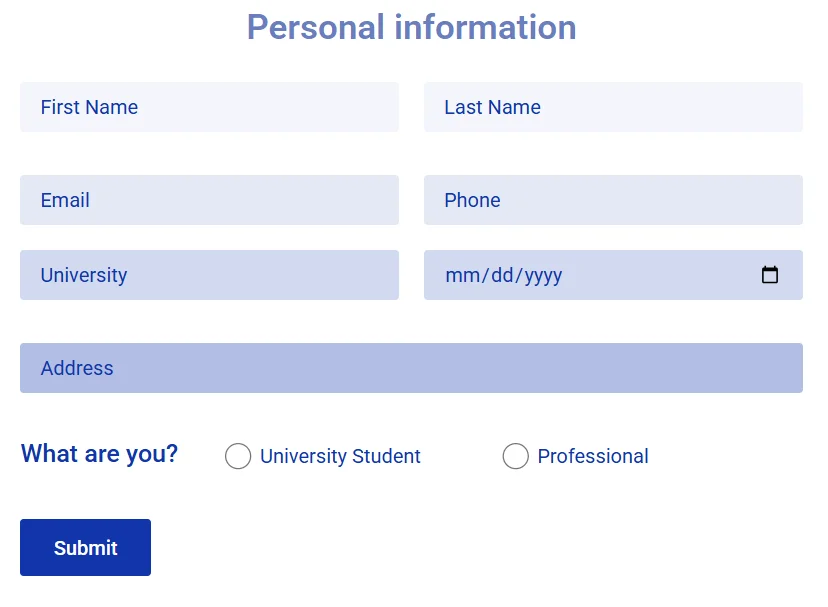 Personal information
First Name Last Name
Email Phone
University mm/dd/yyyy
Address
What are you? University Student Professional
Submit